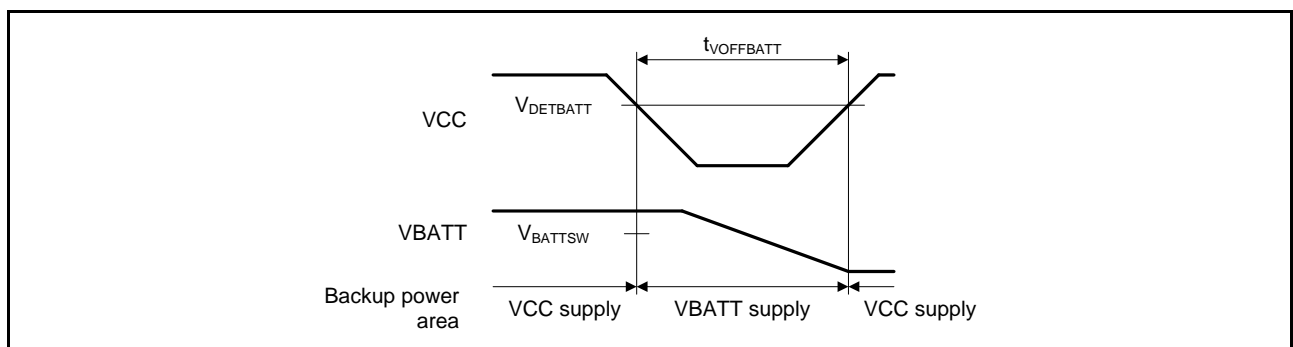 tVOFFBATT
VDETBATT
VCC
VBATT
VBATTSW
Backup power
area
VCC supply
VBATT supply
VCC supply